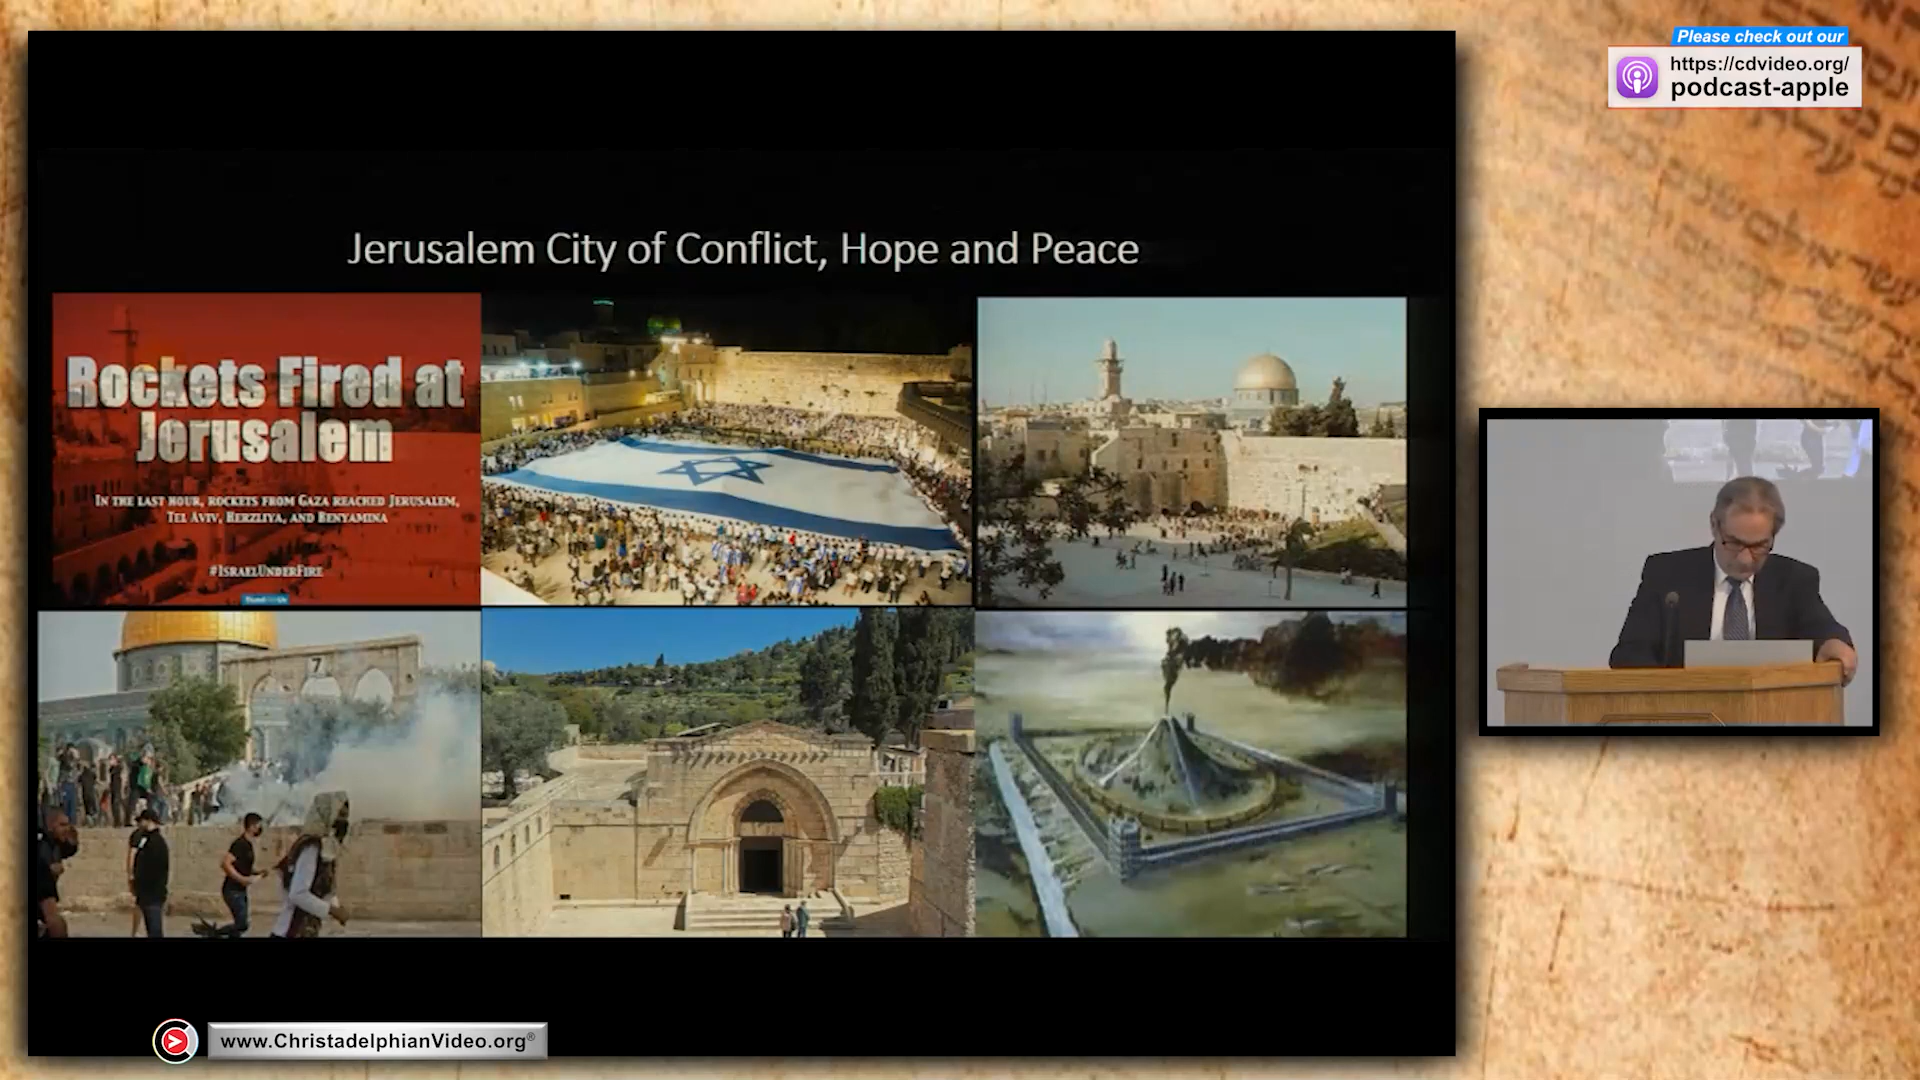 Please check out our
https://cdvideo.org/
podcast-apple
Jerusalem City of Conflict, Hope and Peace
Rockets Fired at
Jerusalem
In the last hour, rockets from Gaza reached Jerusalem,
Tel Aviv, Herzliya, and Benyamina
#IsraelUnderFire
7
www.ChristadelphianVideo.org®